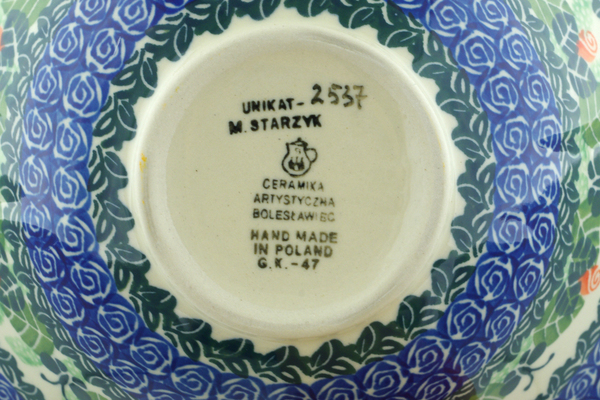 UNIKAT-2537
M.STARZYK
CERAMIKA
ARTYSTYCZNA
BOLESŁAWIEC
HAND MADE
IN POLAND
G.K.-47